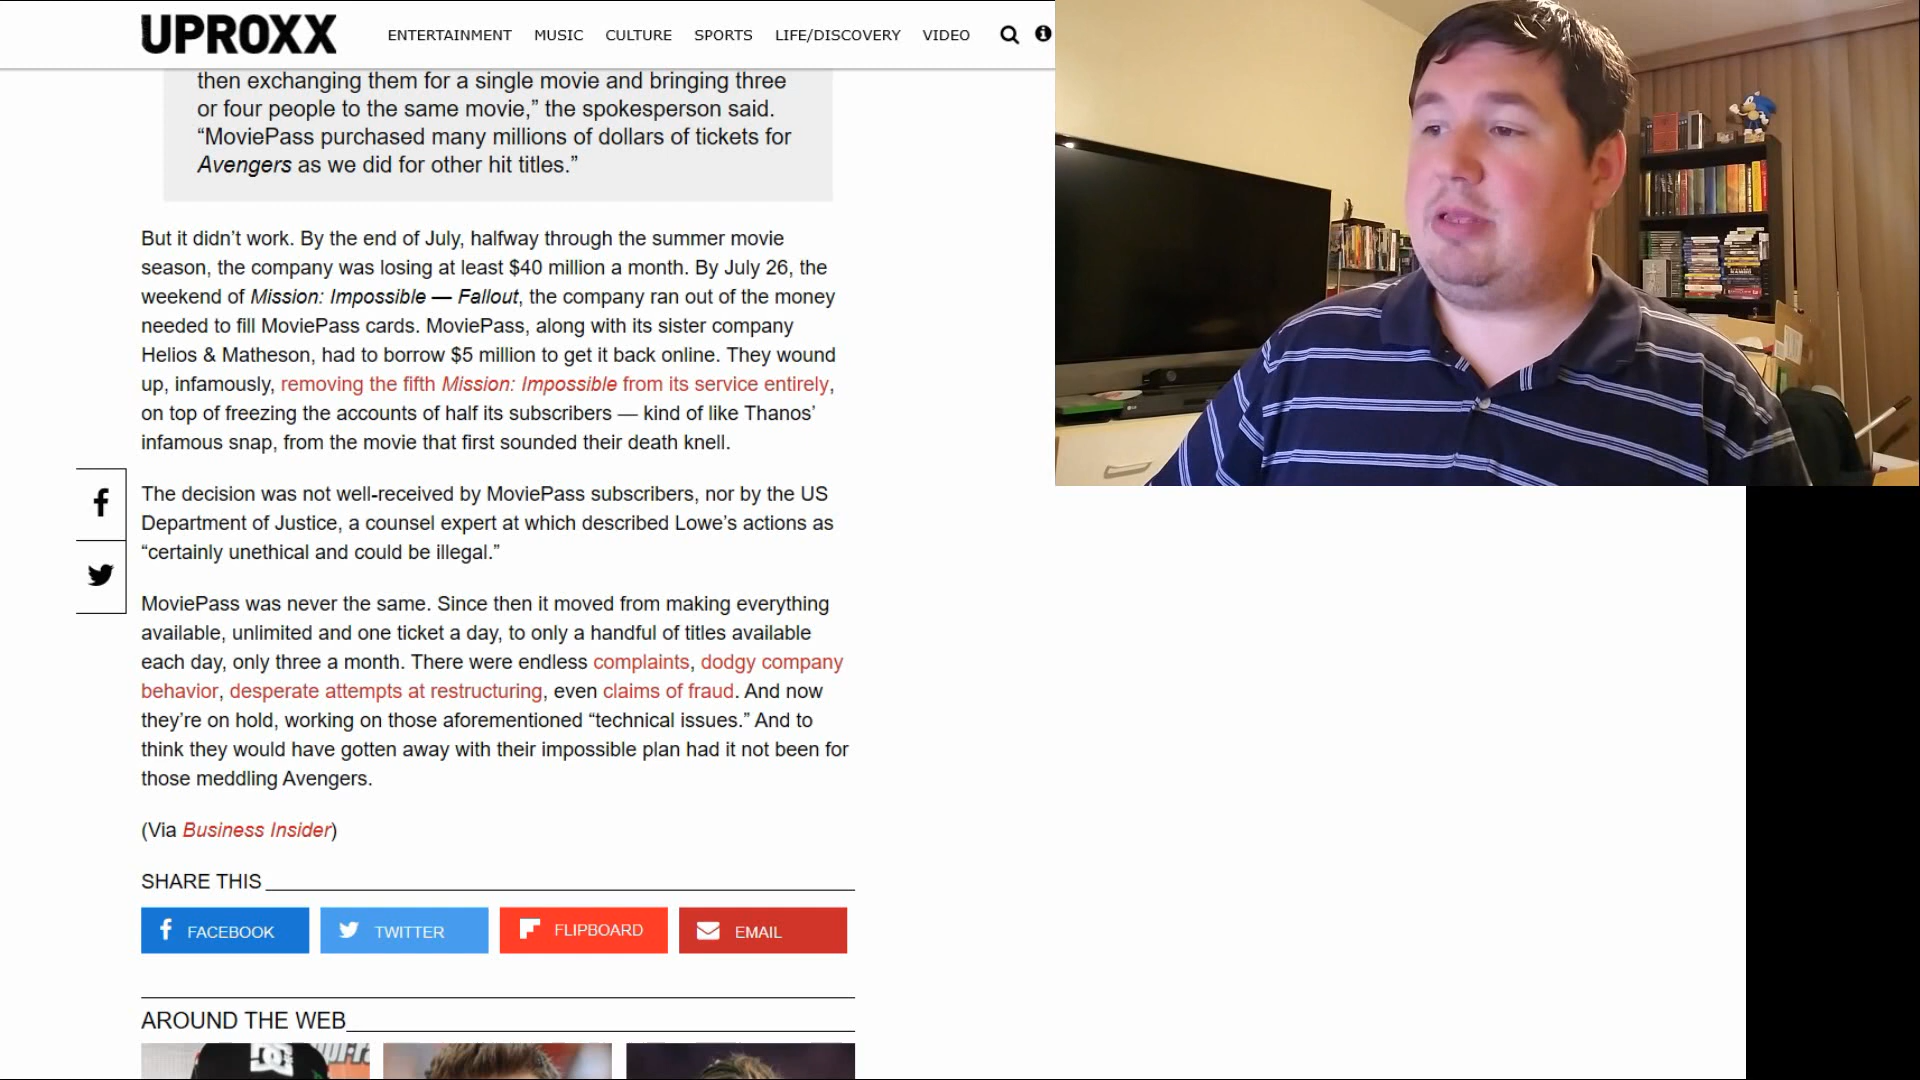 UPROXX
ENTERTAINMENT MUSIC CULTURE SPORTS LIFE/DISCOVERY VIDEO
then exchanging them for a single movie and bringing three
or four people to the same movie,” the spokesperson said.
“MoviePass purchased many millions of dollars of tickets for
Avengers as we did for other hit titles.”
But it didn’t work. By the end of July, halfway through the summer movie
season, the company was losing at least $40 million a month. By July 26, the
weekend of Mission: Impossible — Fallout, the company ran out of the money
needed to fill MoviePass cards. MoviePass, along with its sister company
Helios & Matheson, had to borrow $5 million to get it back online. They wound
up, infamously, removing the fifth Mission: Impossible from its service entirely,
on top of freezing the accounts of half its subscribers — kind of like Thanos’
infamous snap, from the movie that first sounded their death knell.
The decision was not well-received by MoviePass subscribers, nor by the US
Department of Justice, a counsel expert at which described Lowe’s actions as
“certainly unethical and could be illegal.”
MoviePass was never the same. Since then it moved from making everything
available, unlimited and one ticket a day, to only a handful of titles available
each day, only three a month. There were endless complaints, dodgy company
behavior, desperate attempts at restructuring, even claims of fraud. And now
they’re on hold, working on those aforementioned “technical issues.” And to
think they would have gotten away with their impossible plan had it not been for
those meddling Avengers.
(Via Business Insider)
SHARE THIS
FACEBOOK TWITTER FLIPBOARD EMAIL
AROUND THE WEB
DC